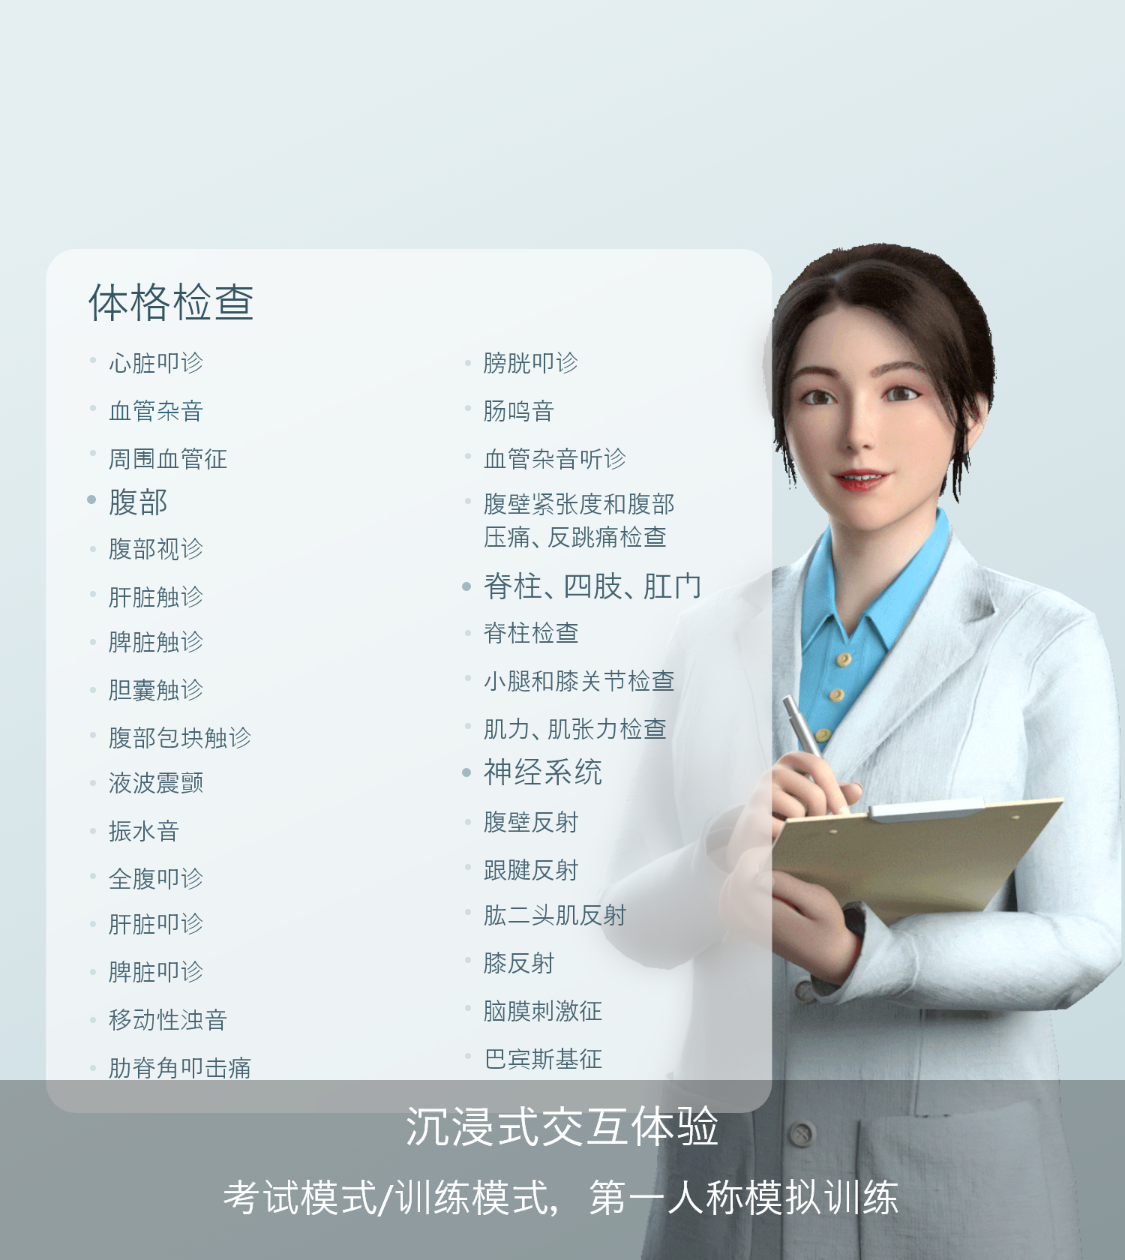 体格检查
心脏叩诊
血管杂音
周围血管征
腹部
腹部视诊
肝脏触诊
脾脏触诊
胆囊触诊
腹部包块触诊
液波震颤
振水音
全腹叩诊
肝脏叩诊
脾脏叩诊
移动性浊音
肋脊角叩击痛
膀胱叩诊
肠鸣音
血管杂音听诊
腹壁紧张度和腹部
压痛、反跳痛检查
脊柱、四肢、肛门
脊柱检查
小腿和膝关节检查
肌力、肌张力检查
神经系统
腹壁反射
跟腱反射
肱二头肌反射
膝反射
脑膜刺激征
巴宾斯基征
沉浸式交互体验
考试模式/训练模式，第一人称模拟训练